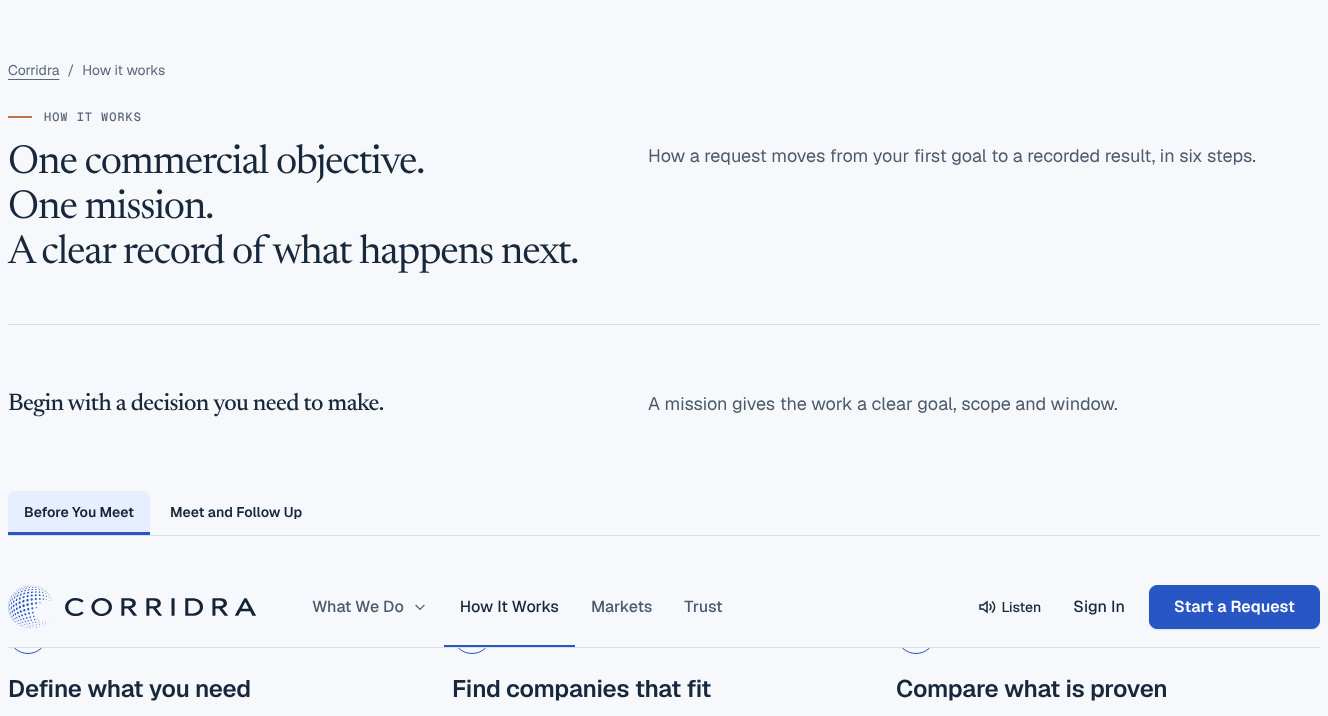 Corridra / How it works
HOW IT WORKS
One commercial objective.
One mission.
A clear record of what happens next.
How a request moves from your first goal to a recorded result, in six steps.
Begin with a decision you need to make.
A mission gives the work a clear goal, scope and window.
Before You Meet
Meet and Follow Up
CORRIDRA
What We Do
How It Works
Markets
Trust
Listen
Sign In
Start a Request
Define what you need
Find companies that fit
Compare what is proven